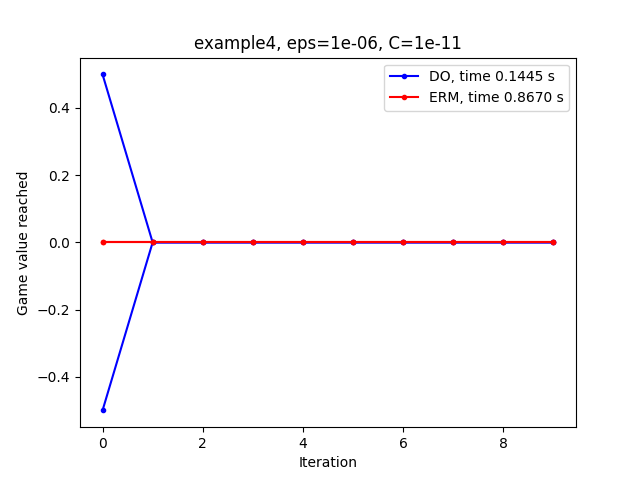 example4, eps=1e-06, C=1e-11
DO, time 0.1445 s
ERM, time 0.8670 s
Game value reached
0.4
0.2
0.0
−0.2
−0.4
0 2 4 6 8
Iteration